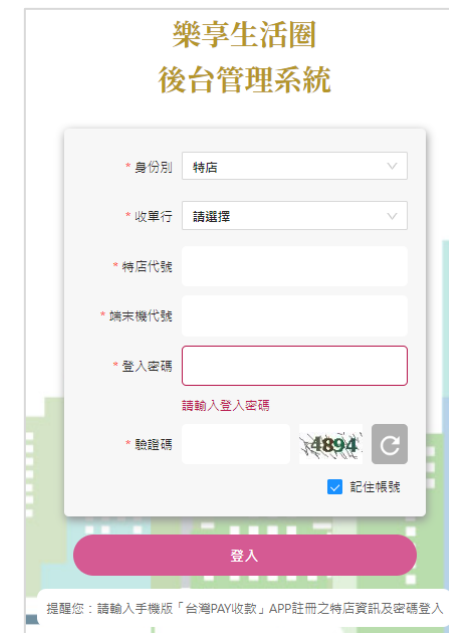 樂享生活圈
後台管理系統
* 身份別 特店
* 收單行 請選擇
* 特店代號
* 端末機代號
* 登入密碼
請輸入登入密碼
* 驗證碼 4894
記住帳號
登入
提醒您：請輸入手機版「台灣PAY收款」APP註冊之特店資訊及密碼登入